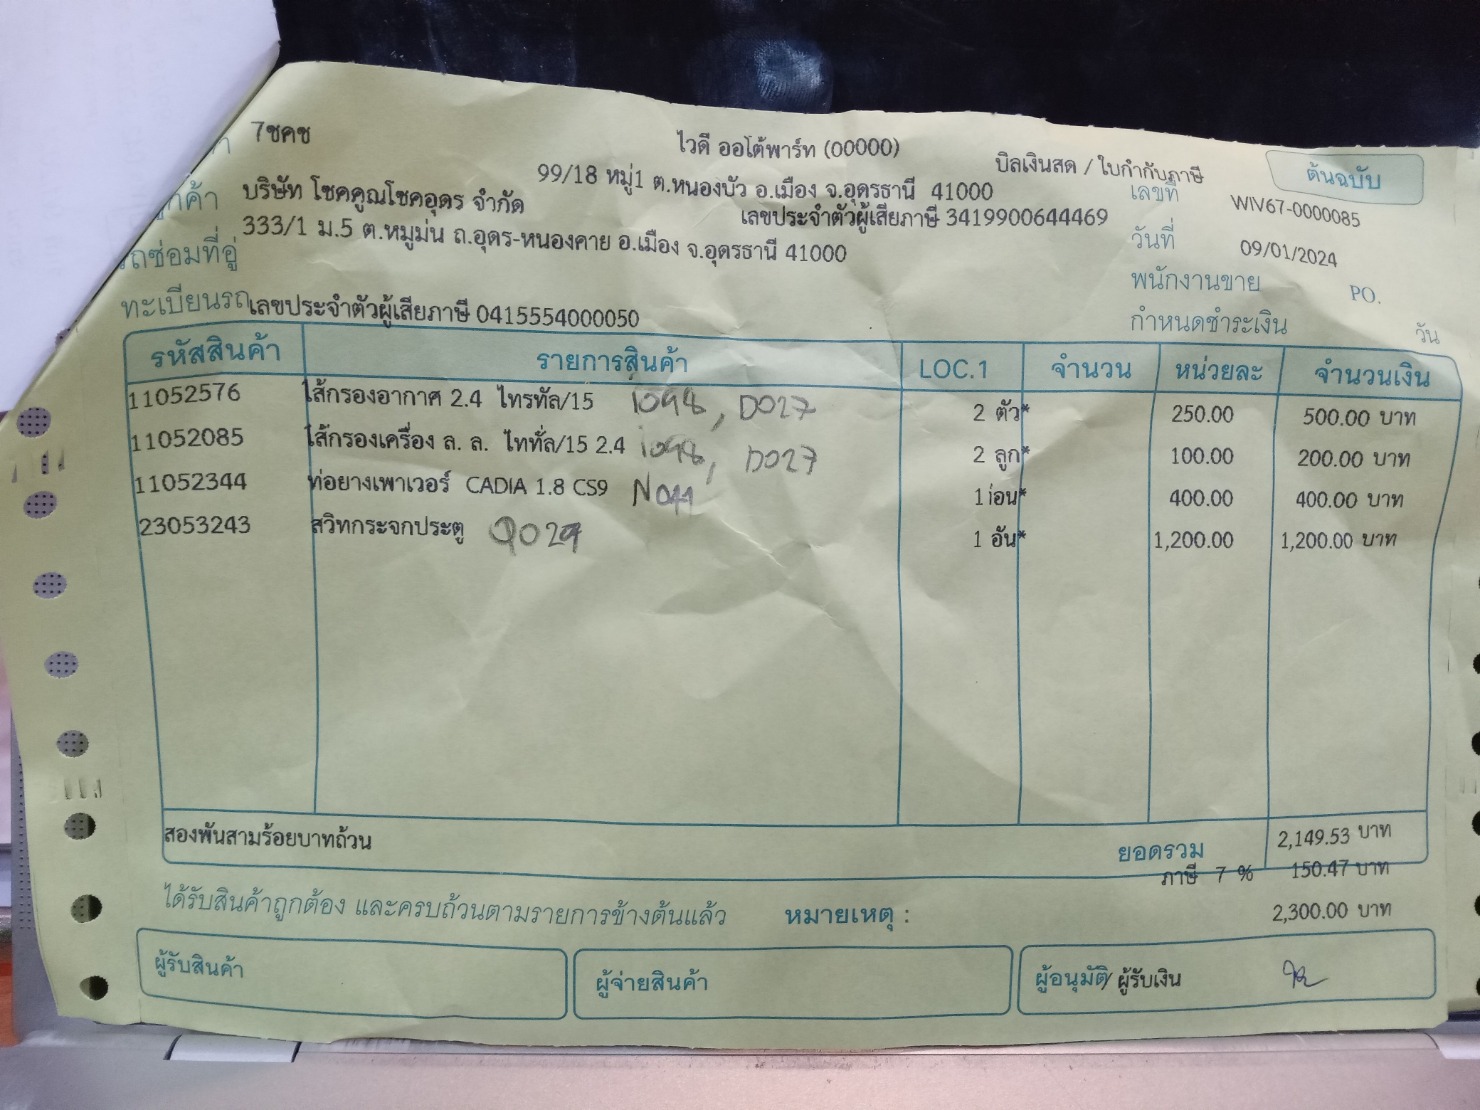 7ชคช
ไวดี ออโต้พาร์ท (00000)
99/18 หมู่1 ต.หนองบัว อ.เมือง จ.อุดรธานี 41000
เลขประจำตัวผู้เสียภาษี 3419900644469
บิลเงินสด / ใบกำกับภาษี
ต้นฉบับ
ลูกค้า บริษัท โชคคูณโชคอุดร จำกัด
333/1 ม.5 ต.หมูม่น ถ.อุดร-หนองคาย อ.เมือง จ.อุดรธานี 41000
รถซ่อมที่อู่
ทะเบียนรถ เลขประจำตัวผู้เสียภาษี 0415554000050
เลขที่ WIV67-0000085
วันที่ 09/01/2024
พนักงานขาย PO.
กำหนดชำระเงิน วัน
รหัสสินค้า รายการสินค้า LOC.1 จำนวน หน่วยละ จำนวนเงิน
11052576 ไส้กรองอากาศ 2.4 ไทรทัล/15 D027 2 ตัว* 250.00 500.00 บาท
11052085 ไส้กรองเครื่อง ล. ล. ไททั่ล/15 2.4 D027 2 ลูก* 100.00 200.00 บาท
11052344 ท่อยางเพาเวอร์ CADIA 1.8 CS9 N041 1ท่อน* 400.00 400.00 บาท
23053243 สวิทกระจกประตู Q029 1 อัน* 1,200.00 1,200.00 บาท
สองพันสามร้อยบาทถ้วน ยอดรวม 2,149.53 บาท
ภาษี 7 % 150.47 บาท
ได้รับสินค้าถูกต้อง และครบถ้วนตามรายการข้างต้นแล้ว หมายเหตุ : 2,300.00 บาท
ผู้รับสินค้า ผู้จ่ายสินค้า ผู้อนุมัติ/ผู้รับเงิน